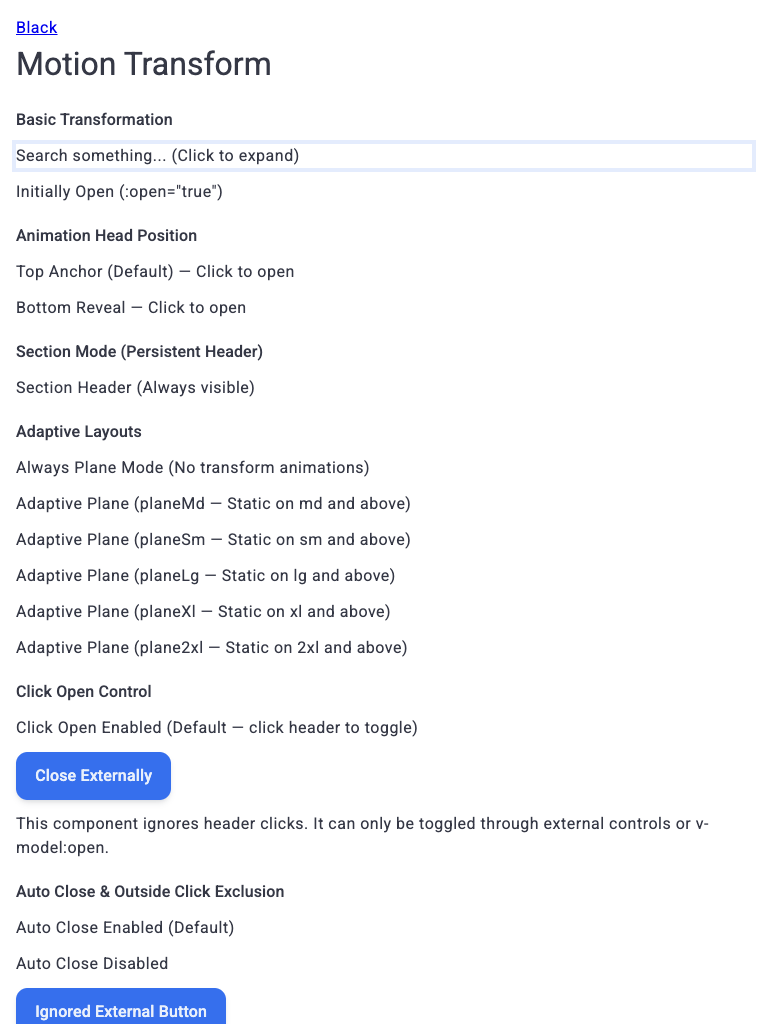 Black
Motion Transform
Basic Transformation
Search something... (Click to expand)
Initially Open (:open="true")
Animation Head Position
Top Anchor (Default) — Click to open
Bottom Reveal — Click to open
Section Mode (Persistent Header)
Section Header (Always visible)
Adaptive Layouts
Always Plane Mode (No transform animations)
Adaptive Plane (planeMd — Static on md and above)
Adaptive Plane (planeSm — Static on sm and above)
Adaptive Plane (planeLg — Static on lg and above)
Adaptive Plane (planeXl — Static on xl and above)
Adaptive Plane (plane2xl — Static on 2xl and above)
Click Open Control
Click Open Enabled (Default — click header to toggle)
Close Externally
This component ignores header clicks. It can only be toggled through external controls or v-
model:open.
Auto Close & Outside Click Exclusion
Auto Close Enabled (Default)
Auto Close Disabled
Ignored External Button